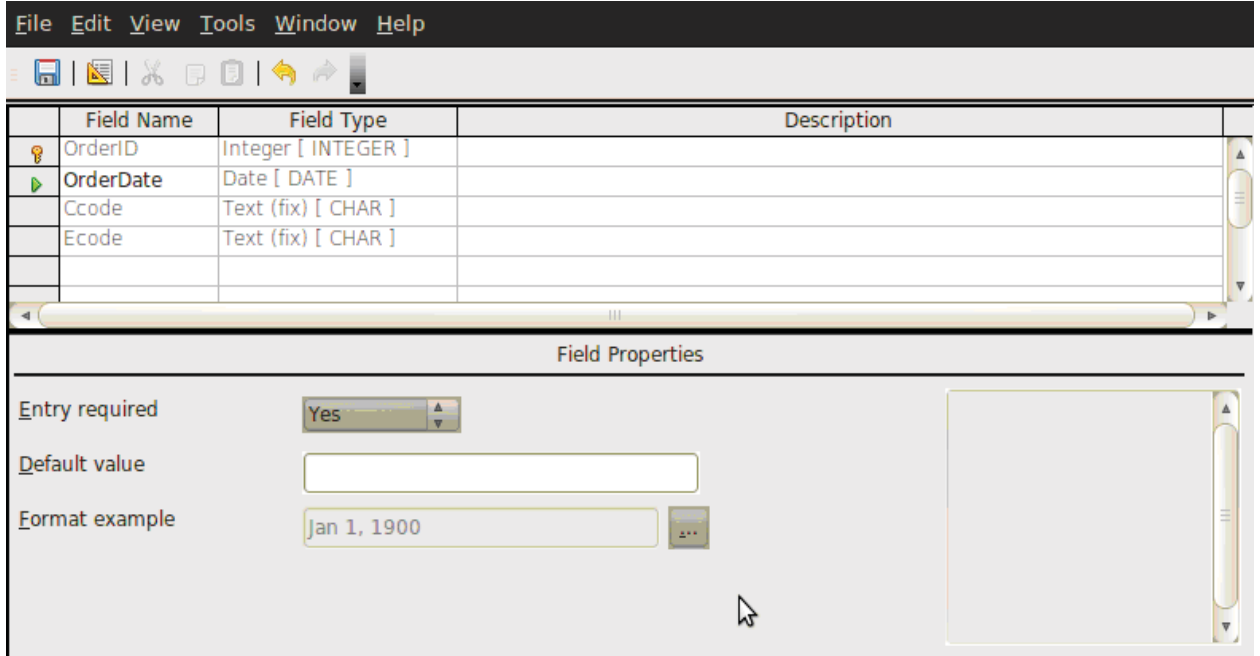 File Edit View Tools Window Help
Field Name Field Type Description
OrderID Integer [ INTEGER ]
OrderDate Date [ DATE ]
Ccode Text (fix) [ CHAR ]
Ecode Text (fix) [ CHAR ]
Field Properties
Entry required Yes
Default value
Format example Jan 1, 1900 ...